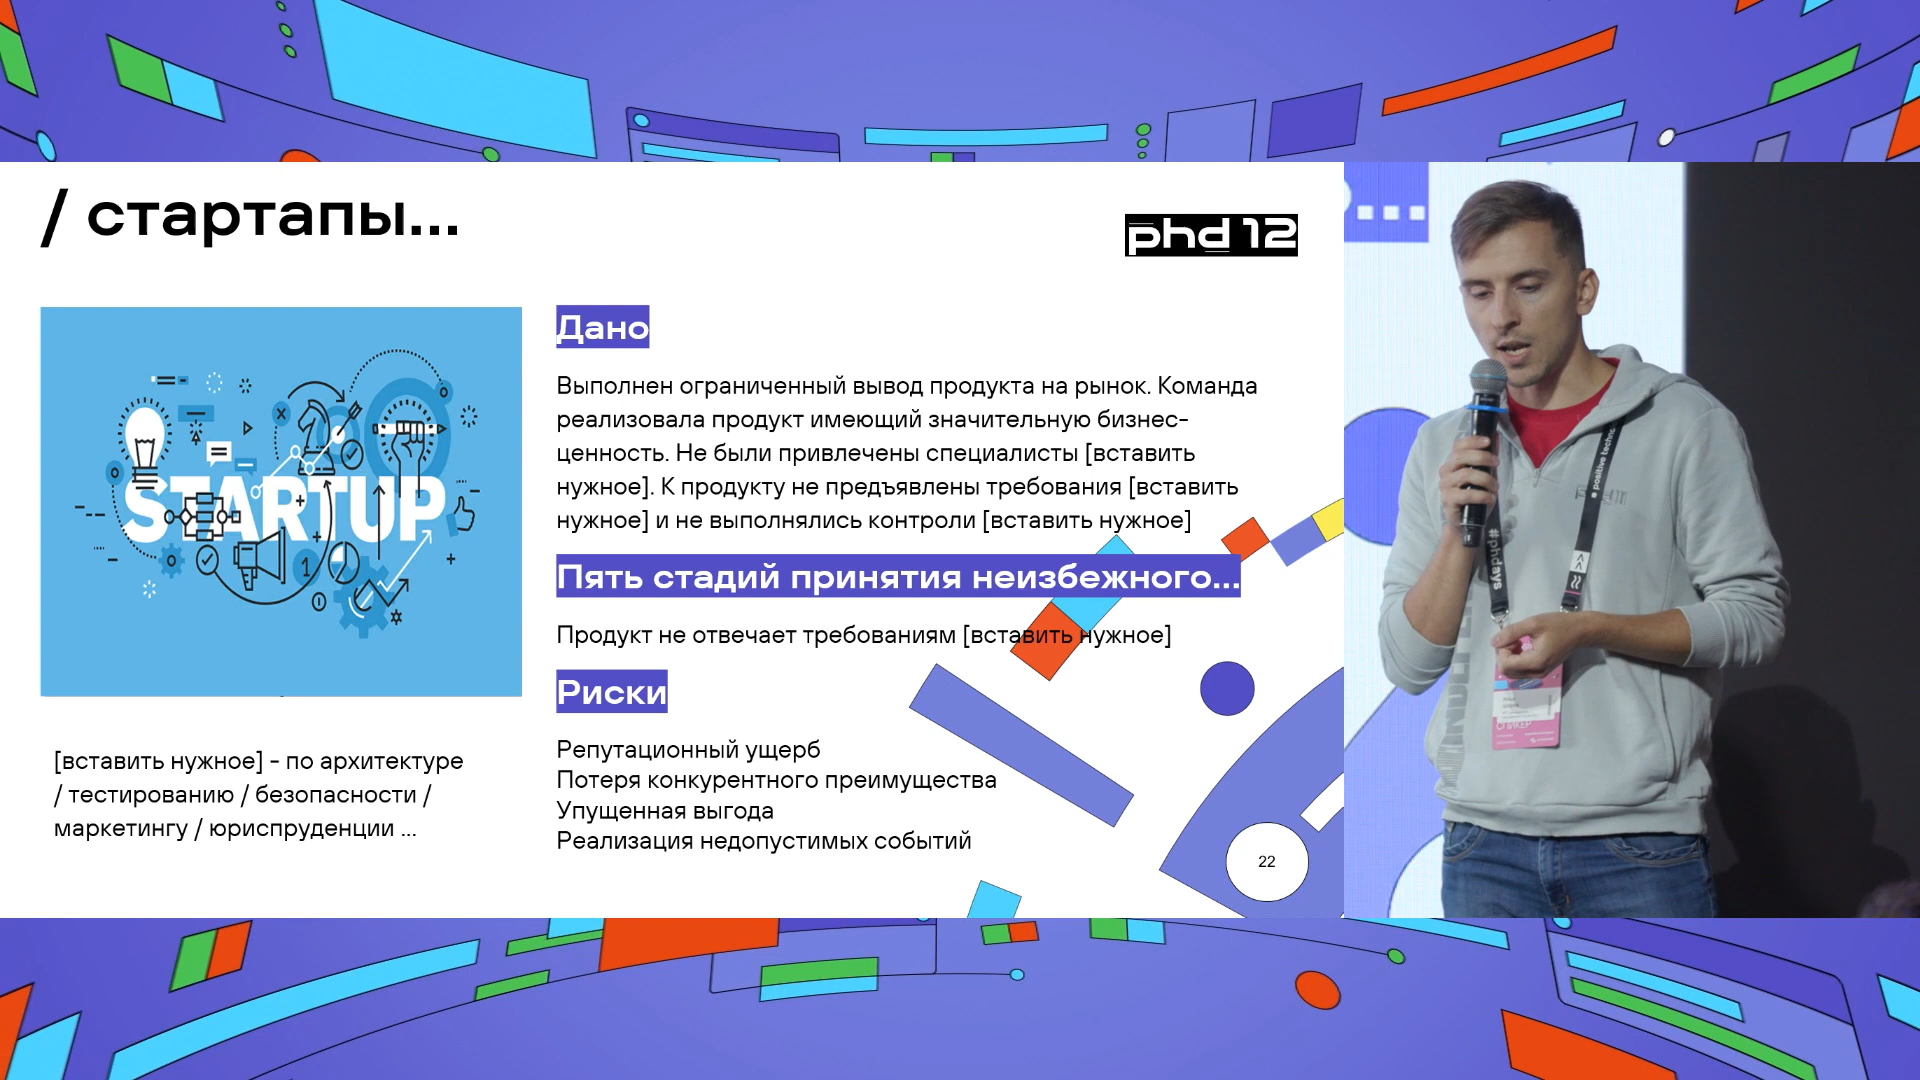 / стартапы...
phd 12
STARTUP
Дано
Выполнен ограниченный вывод продукта на рынок. Команда
реализовала продукт имеющий значительную бизнес-
ценность. Не были привлечены специалисты [вставить
нужное]. К продукту не предъявлены требования [вставить
нужное] и не выполнялись контроли [вставить нужное]
Пять стадий принятия неизбежного...
Продукт не отвечает требованиям [вставить нужное]
Риски
Репутационный ущерб
Потеря конкурентного преимущества
Упущенная выгода
Реализация недопустимых событий
[вставить нужное] - по архитектуре
/ тестированию / безопасности /
маркетингу / юриспруденции ...
22
positive techno
#phdays
СПИКЕР